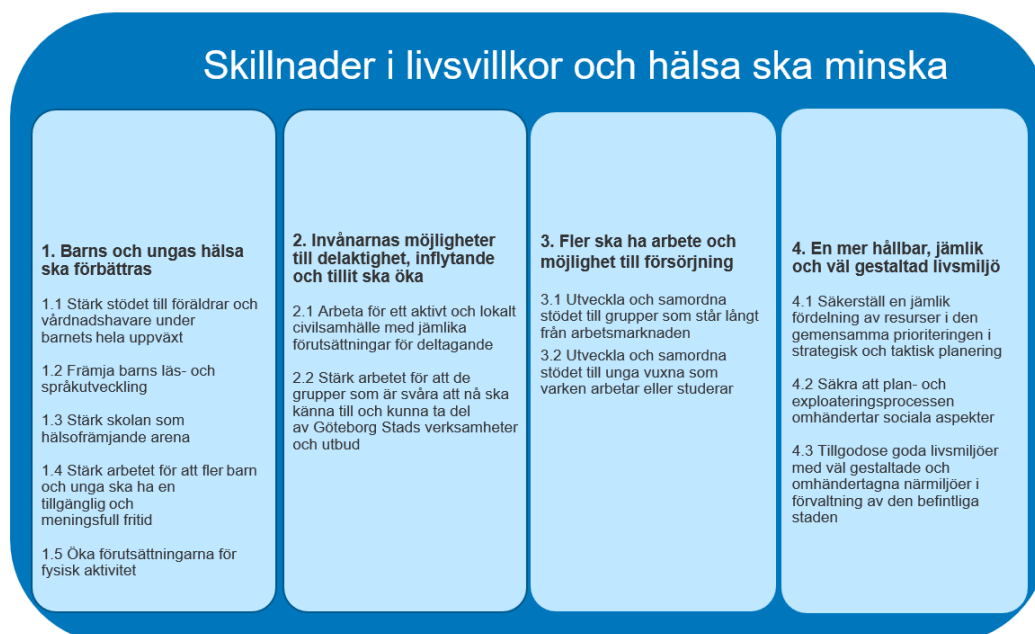 Skillnader i livsvillkor och hälsa ska minska
1. Barns och ungas hälsa
ska förbättras
1.1 Stärk stödet till föräldrar och
vårdnadshavare under
barnets hela uppväxt
1.2 Främja barns läs- och
språkutveckling
1.3 Stärk skolan som
hälsofrämjande arena
1.4 Stärk arbetet för att fler barn
och unga ska ha en
tillgänglig och
meningsfull fritid
1.5 Öka förutsättningarna för
fysisk aktivitet
2. Invånarnas möjligheter
till delaktighet, inflytande
och tillit ska öka
2.1 Arbeta för ett aktivt och lokalt
civilsamhälle med jämlika
förutsättningar för deltagande
2.2 Stärk arbetet för att de
grupper som är svåra att nå ska
känna till och kunna ta del
av Göteborg Stads verksamheter
och utbud
3. Fler ska ha arbete och
möjlighet till försörjning
3.1 Utveckla och samordna
stödet till grupper som står långt
från arbetsmarknaden
3.2 Utveckla och samordna
stödet till unga vuxna som
varken arbetar eller studerar
4. En mer hållbar, jämlik
och väl gestaltad livsmiljö
4.1 Säkerställ en jämlik
fördelning av resurser i den
gemensamma prioriteringen i
strategisk och taktisk planering
4.2 Säkra att plan- och
exploateringsprocessen
omhändertar sociala aspekter
4.3 Tillgodose goda livsmiljöer
med väl gestaltade och
omhändertagna närmiljöer i
förvaltning av den befintliga
staden